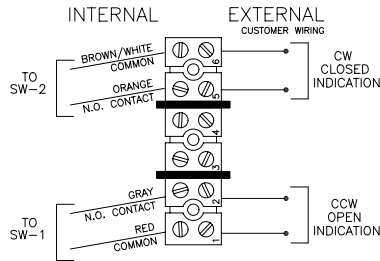 INTERNAL EXTERNAL
CUSTOMER WIRING
BROWN/WHITE
COMMON
6
TO
SW-2
CW
CLOSED
INDICATION
ORANGE
N.O. CONTACT
5
4
3
GRAY
N.O. CONTACT
2
TO
SW-1
CCW
OPEN
INDICATION
RED
COMMON
1